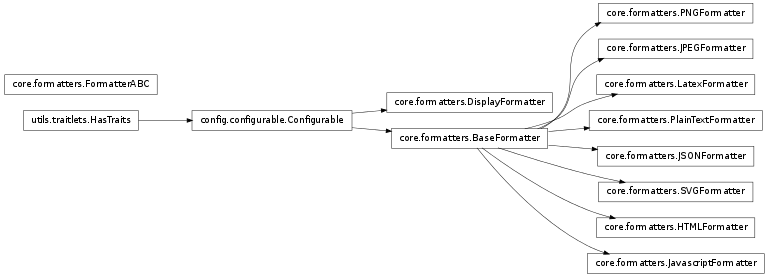 core.formatters.PNGFormatter
core.formatters.JPEGFormatter
core.formatters.FormatterABC
core.formatters.LatexFormatter
core.formatters.DisplayFormatter
utils.traitlets.HasTraits
config.configurable.Configurable
core.formatters.PlainTextFormatter
core.formatters.BaseFormatter
core.formatters.JSONFormatter
core.formatters.SVGFormatter
core.formatters.HTMLFormatter
core.formatters.JavascriptFormatter